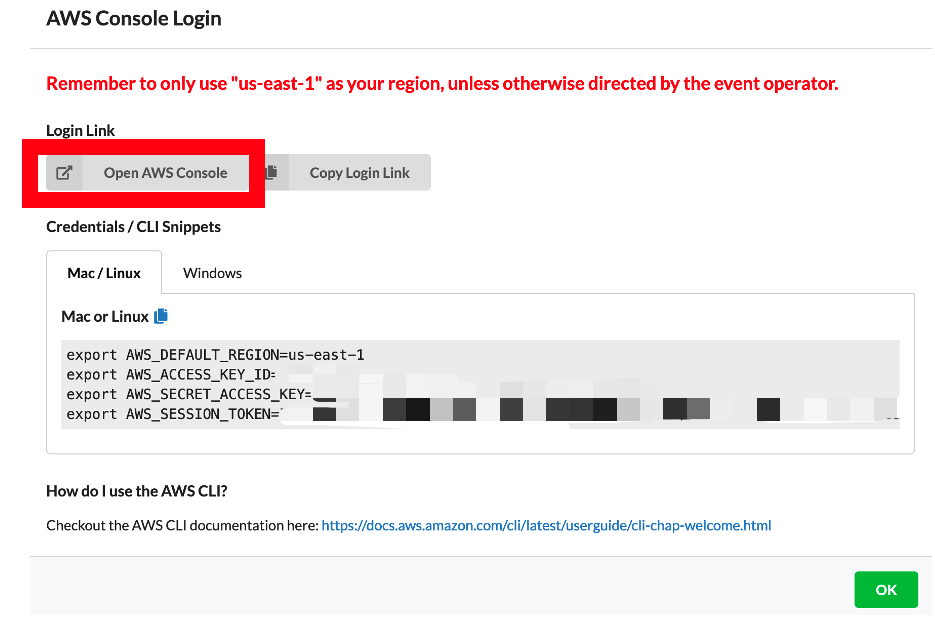 AWS Console Login
Remember to only use "us-east-1" as your region, unless otherwise directed by the event operator.
Login Link
Open AWS Console
Copy Login Link
Credentials / CLI Snippets
Mac / Linux
Windows
Mac or Linux
export AWS_DEFAULT_REGION=us-east-1
export AWS_ACCESS_KEY_ID=
export AWS_SECRET_ACCESS_KEY=
export AWS_SESSION_TOKEN=
How do I use the AWS CLI?
Checkout the AWS CLI documentation here: https://docs.aws.amazon.com/cli/latest/userguide/cli-chap-welcome.html
OK